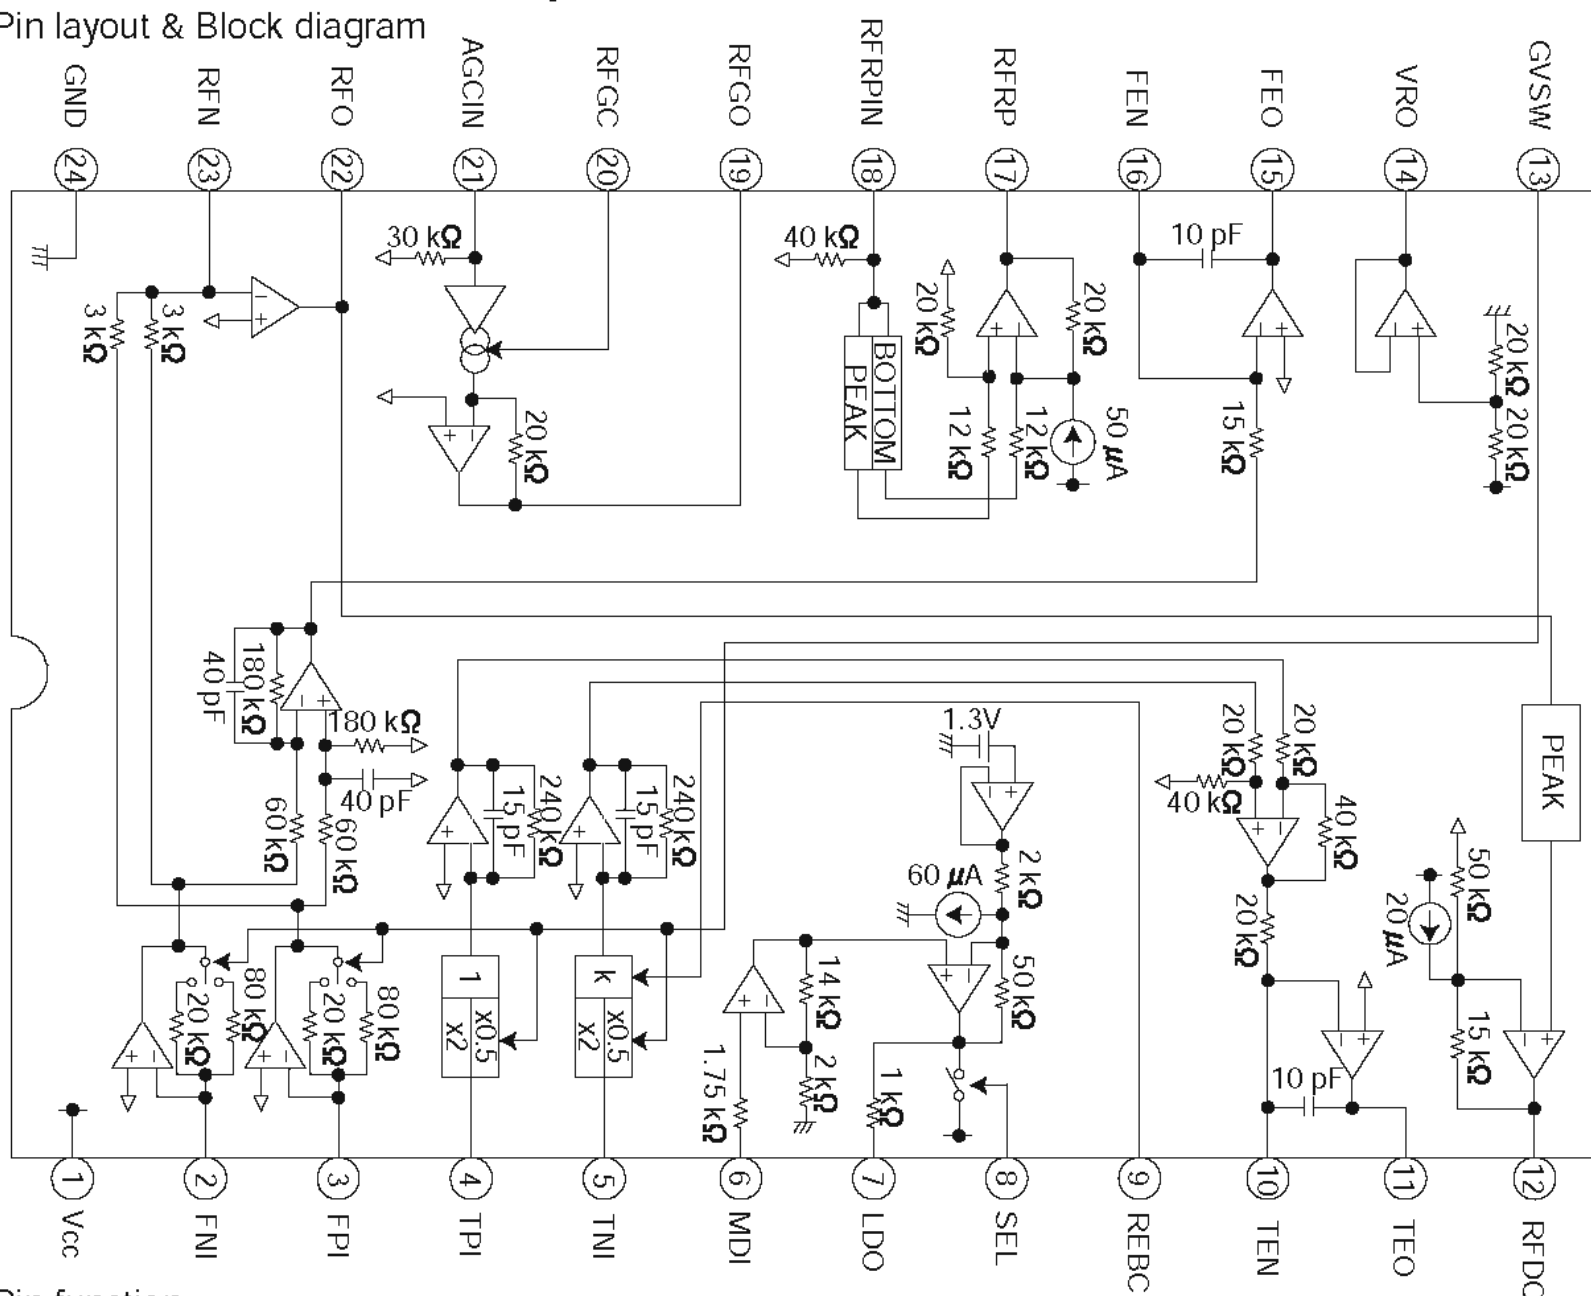 Pin layout & Block diagram
GND
RFN
RFO
AGCIN
RFGC
RFGO
RFRPIN
RFRP
FEN
FEO
VRO
GVSW
24
23
22
21
20
19
18
17
16
15
14
13
30 kΩ
40 kΩ
10 pF
3 kΩ
3 kΩ
−
+
20 kΩ
20 kΩ
+
−
−
+
−
+
20 kΩ
20 kΩ
BOTTOM
PEAK
+
−
20 kΩ
12 kΩ
12 kΩ
50 μA
15 kΩ
180 kΩ
40 pF
−
+
180 kΩ
40 pF
60 kΩ
60 kΩ
15 pF
240 kΩ
15 pF
240 kΩ
+
+
1.3V
−
+
2 kΩ
60 μA
20 kΩ
20 kΩ
40 kΩ
40 kΩ
+
−
PEAK
50 kΩ
20 μA
20 kΩ
80 kΩ
20 kΩ
80 kΩ
20 kΩ
+
−
+
−
1
x0.5
x2
k
x0.5
x2
+
−
14 kΩ
2 kΩ
1.75 kΩ
+
−
50 kΩ
1 kΩ
−
+
10 pF
15 kΩ
−
+
1
2
3
4
5
6
7
8
9
10
11
12
Vcc
FNI
FPI
TPI
TNI
MDI
LDO
SEL
REBC
TEN
TEO
RFDC